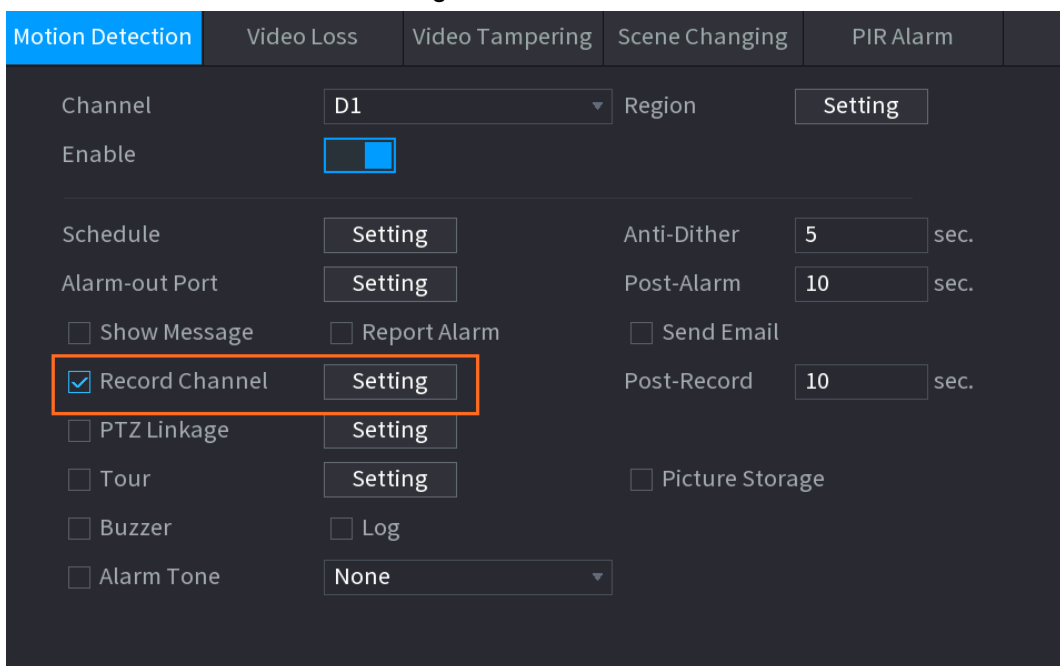 Motion Detection Video Loss Video Tampering Scene Changing PIR Alarm
Channel D1 Region Setting
Enable
Schedule Setting Anti-Dither 5 sec.
Alarm-out Port Setting Post-Alarm 10 sec.
Show Message Report Alarm Send Email
Record Channel Setting Post-Record 10 sec.
PTZ Linkage Setting
Tour Setting Picture Storage
Buzzer Log
Alarm Tone None